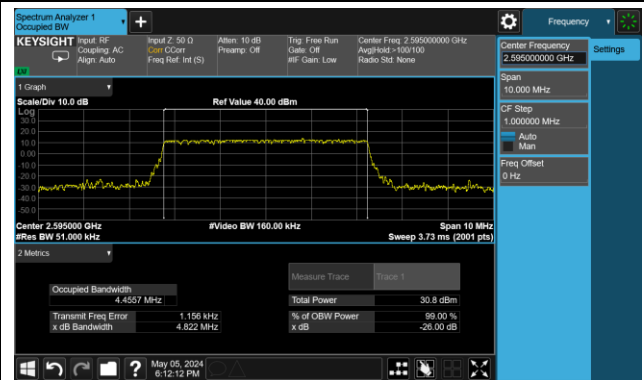 Spectrum Analyzer 1
Occupied BW
Frequency
KEYSIGHT
Input: RF
Coupling: AC
Align: Auto
Input Z: 50 Ω
Corr CCorr
Freq Ref: Int (S)
Atten: 10 dB
Preamp: Off
Trig: Free Run
Gate: Off
#IF Gain: Low
Center Freq: 2.595000000 GHz
Avg|Hold:>100/100
Radio Std: None
Center Frequency
2.595000000 GHz
Settings
Span
10.000 MHz
CF Step
1.000000 MHz
Auto
Man
Freq Offset
0 Hz
1 Graph
Scale/Div 10.0 dB
Ref Value 40.00 dBm
Log
30.0
20.0
10.0
0.00
-10.0
-20.0
-30.0
-40.0
-50.0
Center 2.595000 GHz
#Video BW 160.00 kHz
Span 10 MHz
#Res BW 51.000 kHz
Sweep 3.73 ms (2001 pts)
2 Metrics
Measure Trace
Trace 1
Occupied Bandwidth
4.4557 MHz
Total Power
30.8 dBm
Transmit Freq Error
1.156 kHz
% of OBW Power
99.00 %
x dB Bandwidth
4.822 MHz
x dB
-26.00 dB
May 05, 2024
6:12:12 PM